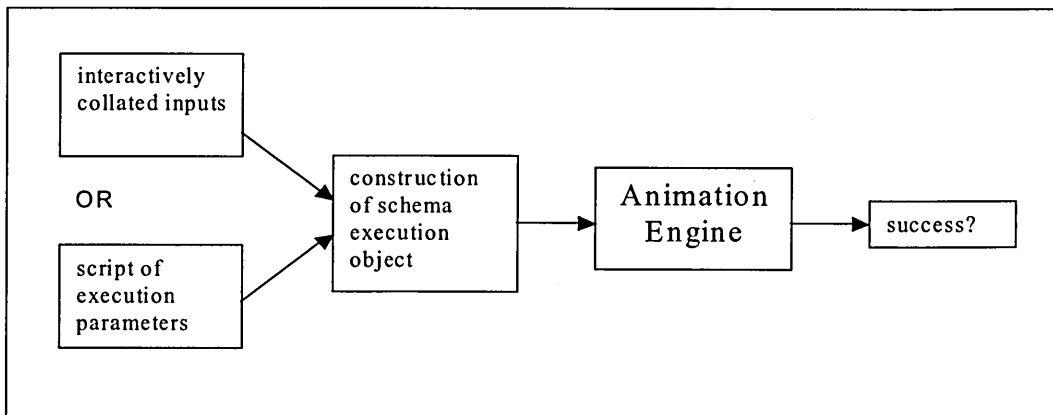 interactively
collated inputs
OR
script of
execution
parameters
construction
of schema
execution
object
Animation
Engine
success?